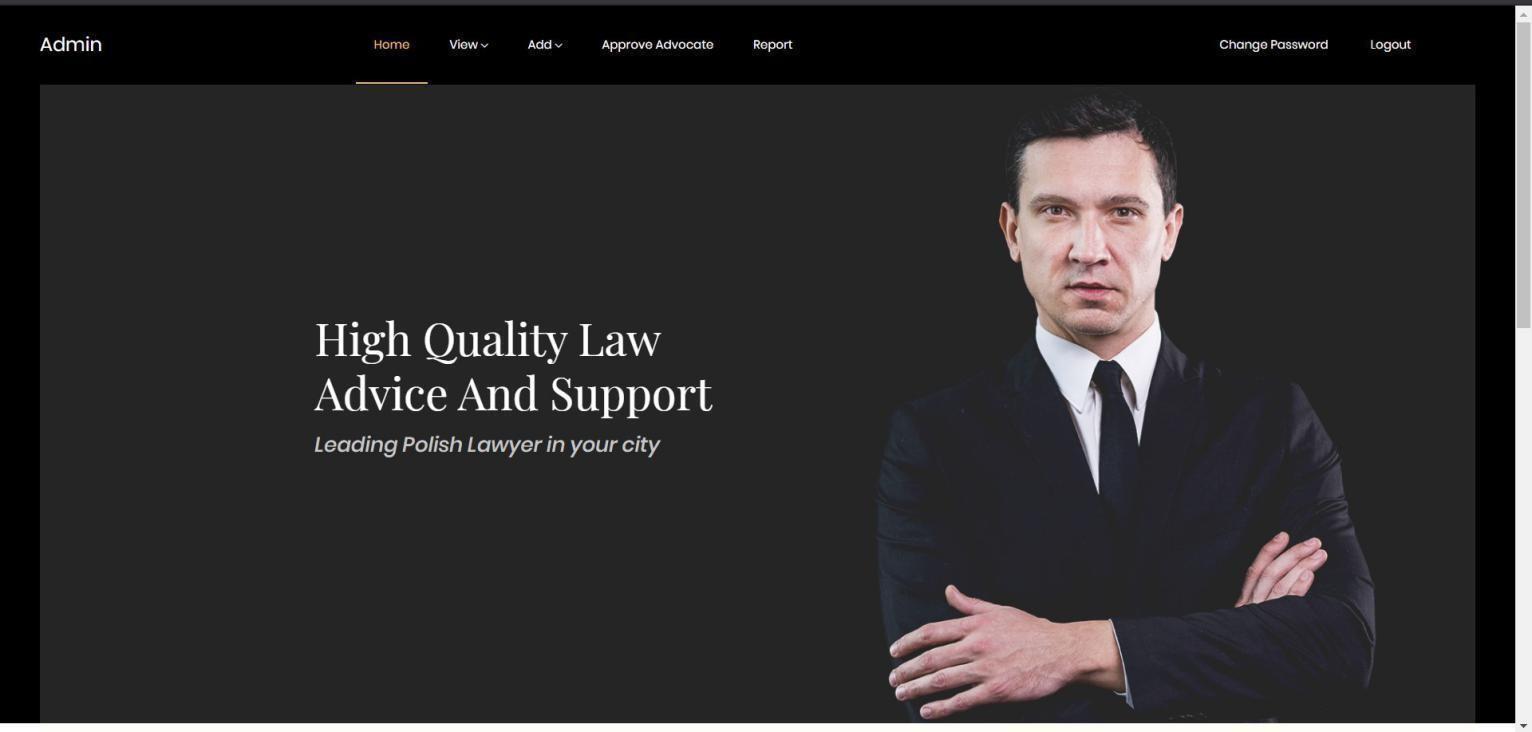 Admin
Home
View
Add
Approve Advocate
Report
Change Password
Logout
High Quality Law
Advice And Support
Leading Polish Lawyer in your city